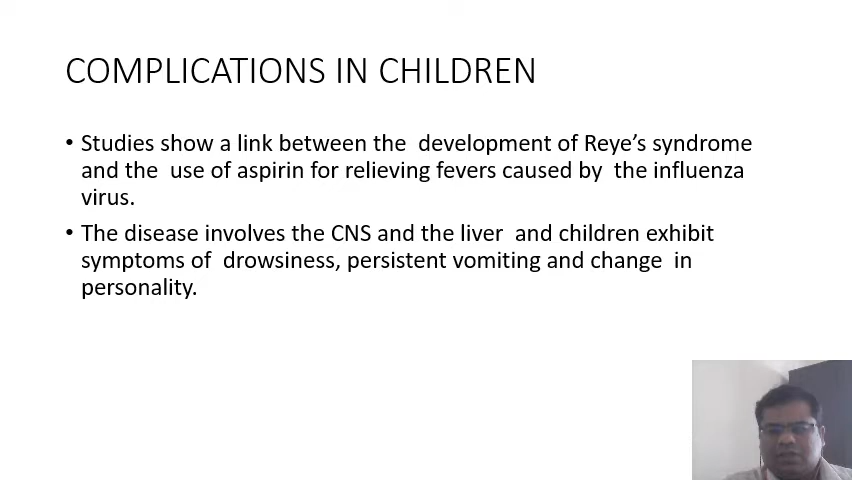 COMPLICATIONS IN CHILDREN
• Studies show a link between the development of Reye’s syndrome
and the use of aspirin for relieving fevers caused by the influenza
virus.
• The disease involves the CNS and the liver and children exhibit
symptoms of drowsiness, persistent vomiting and change in
personality.